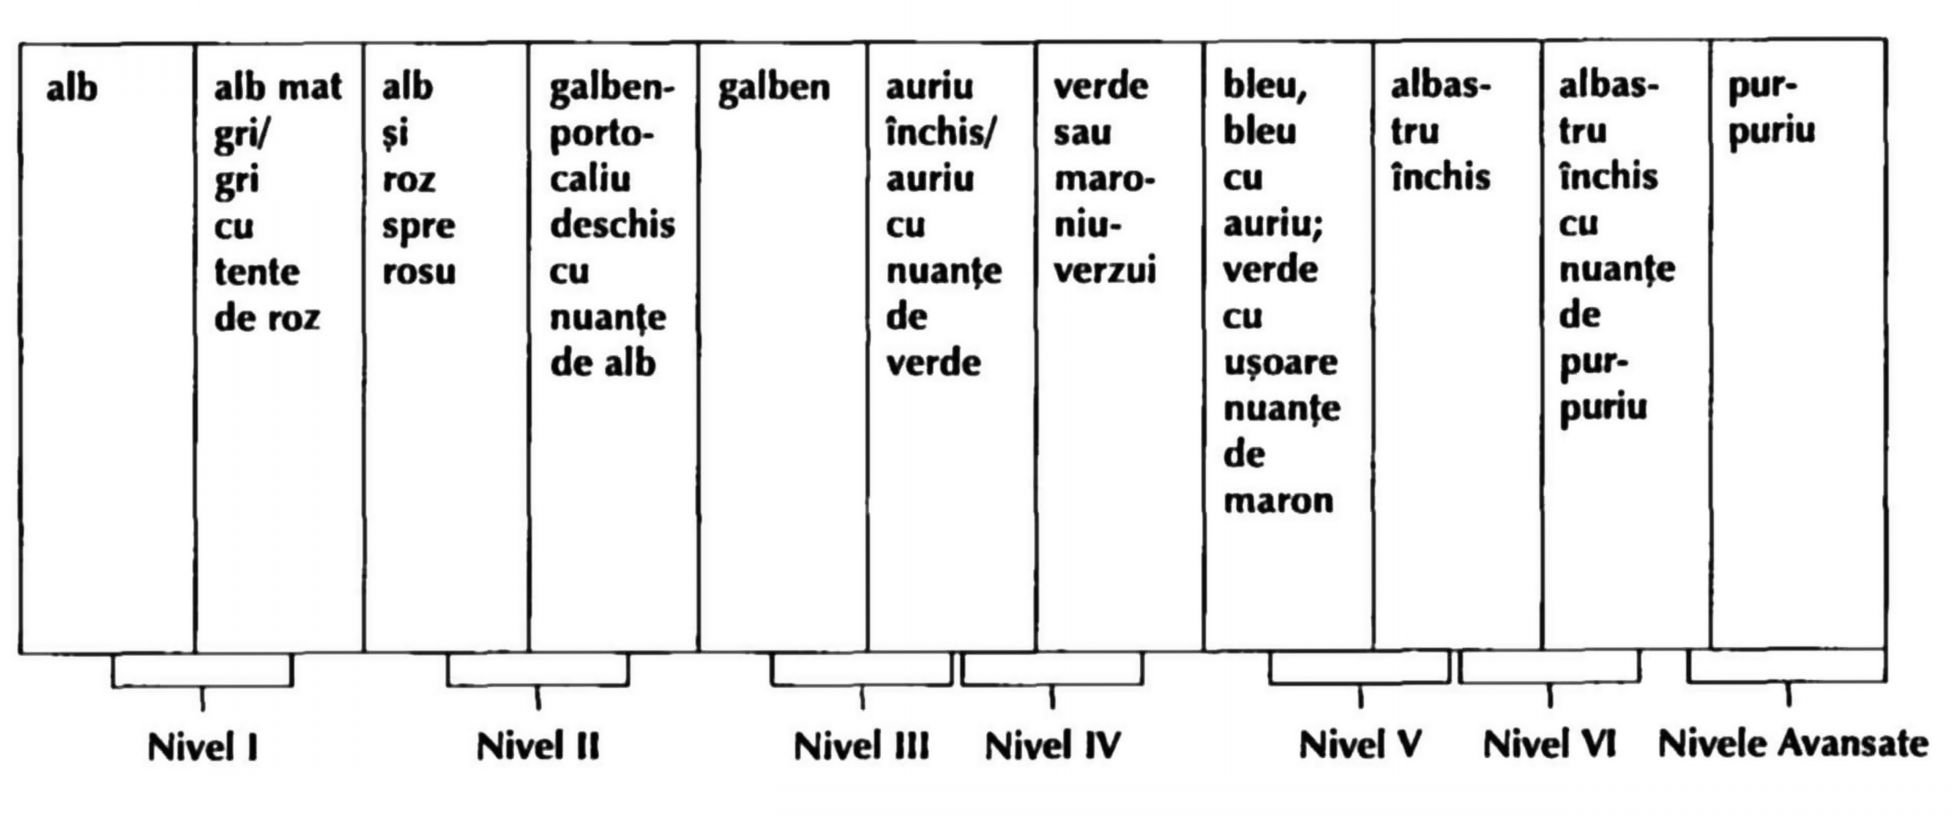 alb
alb mat
gri/
gri
cu
tente
de roz
alb
și
roz
spre
rosu
galben-
porto-
caliu
deschis
cu
nuanțe
de alb
galben
auriu
închis/
auriu
cu
nuanțe
de
verde
verde
sau
maro-
niu-
verzui
bleu,
bleu
cu
auriu;
verde
cu
ușoare
nuanțe
de
maron
albas-
tru
închis
albas-
tru
închis
cu
nuanțe
de
pur-
puriu
pur-
puriu
Nivel I
Nivel II
Nivel III
Nivel IV
Nivel V
Nivel VI
Nivele Avansate